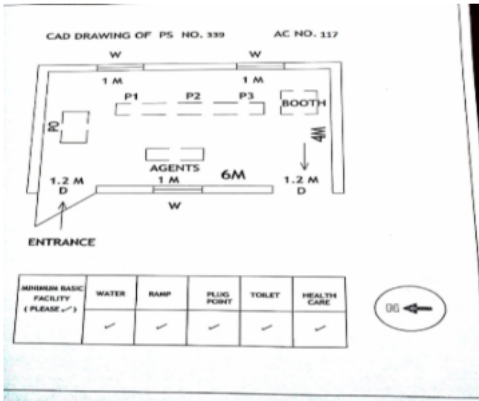 CAD DRAWING OF PS NO. 339 AC NO. 117
W W
1 M 1 M
P1 P2 P3
BOOTH
PO
4M
AGENTS
1.2 M 1 M 6M 1.2 M
D D
W
ENTRANCE
MINIMUM BASIC FACILITY ( PLEASE ✓ ) WATER RAMP PLUG POINT TOILET HEALTH CARE
✓ ✓ ✓ ✓ ✓